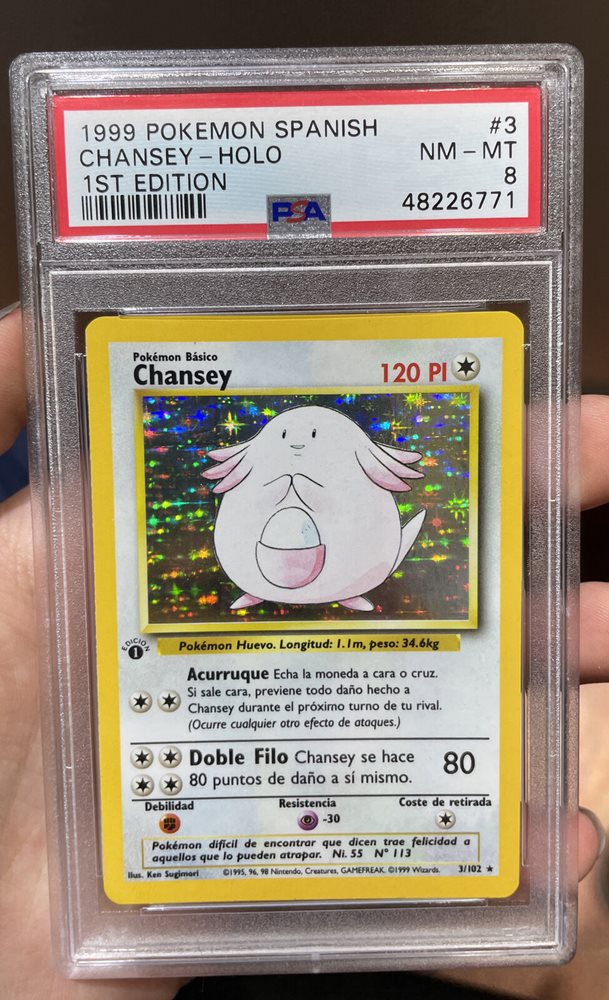 1999 POKEMON SPANISH #3
CHANSEY – HOLO NM – MT
1ST EDITION 8
PSA 48226771
Pokémon Básico
Chansey 120 PI
EDICION 1
Pokémon Huevo. Longitud: 1.1m, peso: 34.6kg
Acurruque Echa la moneda a cara o cruz.
Si sale cara, previene todo daño hecho a
Chansey durante el próximo turno de tu rival.
(Ocurre cualquier otro efecto de ataques.)
Doble Filo Chansey se hace 80
80 puntos de daño a sí mismo.
Debilidad Resistencia Coste de retirada
-30
Pokémon difícil de encontrar que dicen trae felicidad a
aquellos que lo pueden atrapar. Ni. 55 Nº 113
Ilus. Ken Sugimori ©1995, 96, 98 Nintendo, Creatures, GAMEFREAK. ©1999 Wizards. 3/102 ★